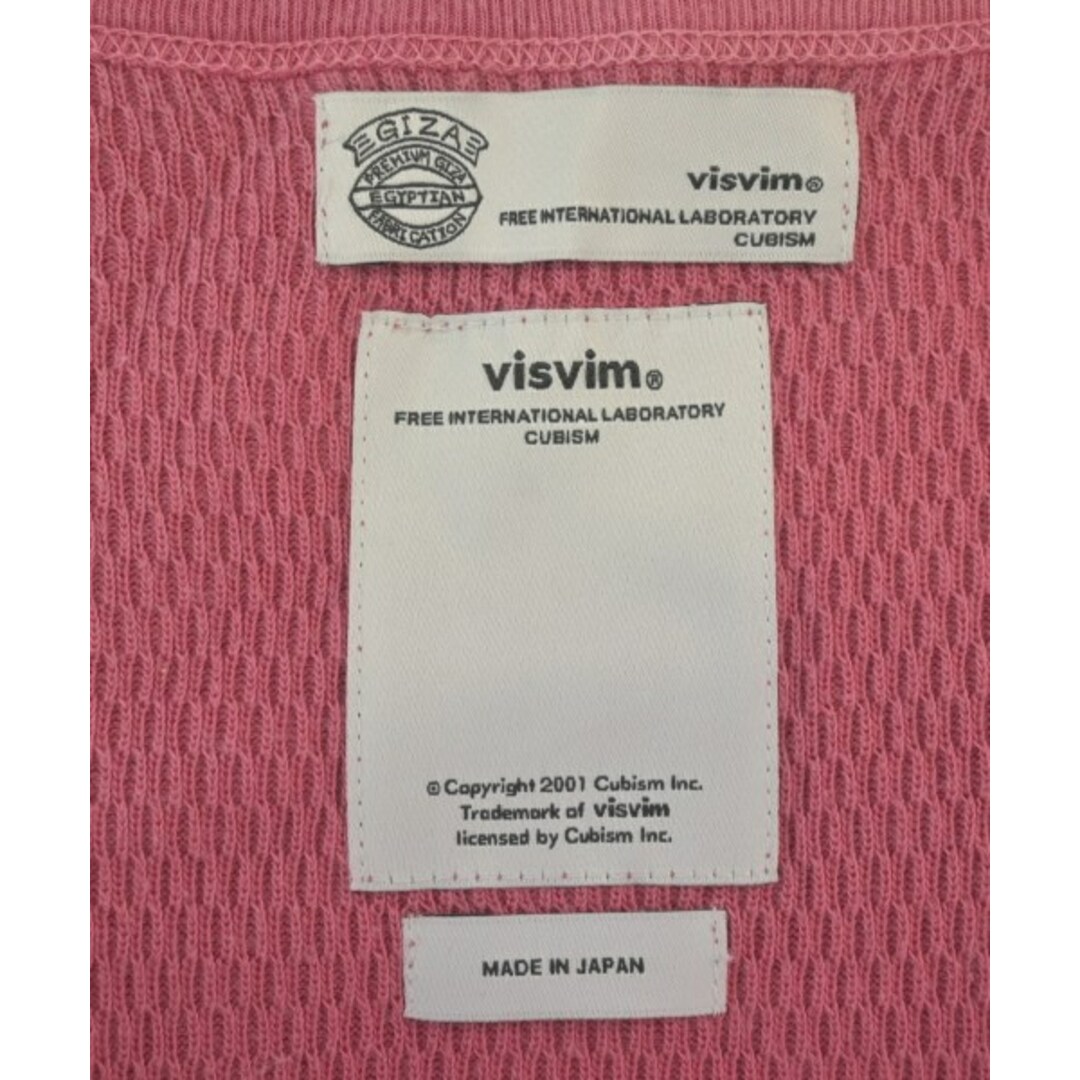 GIZA
PREMIUM GIZA
EGYPTIAN
FABRICATION
visvim®
FREE INTERNATIONAL LABORATORY
CUBISM
visvim®
FREE INTERNATIONAL LABORATORY
CUBISM
© Copyright 2001 Cubism Inc.
Trademark of visvim
licensed by Cubism Inc.
MADE IN JAPAN